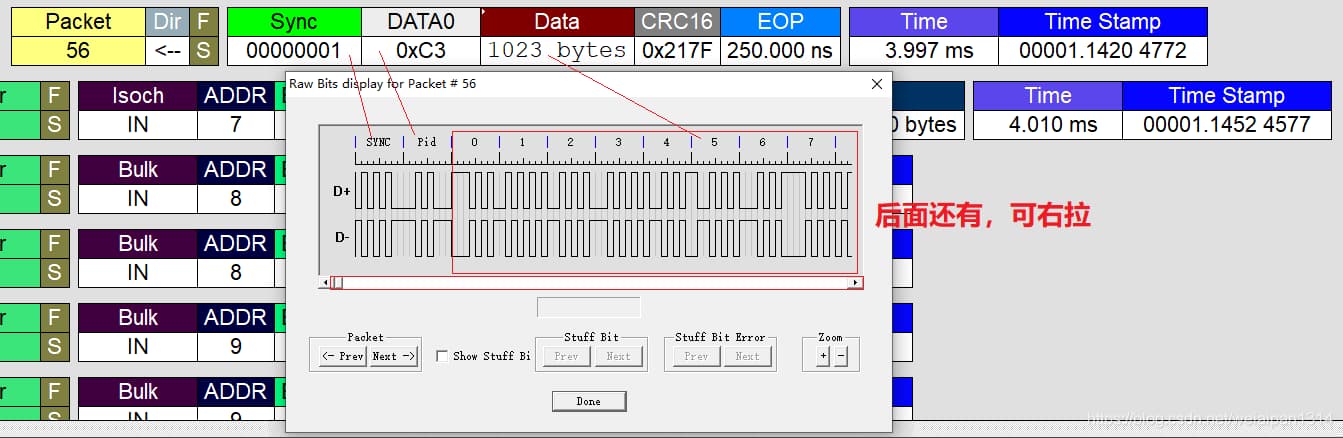 Packet Dir F Sync DATA0 Data CRC16 EOP Time Time Stamp
56 <-- S 00000001 0xC3 1023 bytes 0x217F 250.000 ns 3.997 ms 00001.1420 4772
Raw Bits display for Packet # 56
r F Isoch ADDR Time Time Stamp
S IN 7 0 bytes 4.010 ms 00001.1452 4577
SYNC Pid 0 1 2 3 4 5 6 7
D+
D-
r F Bulk ADDR
S IN 8
后面还有，可右拉
r F Bulk ADDR
S IN 8
r F Bulk ADDR
S IN 9
Packet Stuff Bit Stuff Bit Error Zoom
<- Prev Next -> Show Stuff Bi Prev Next Prev Next + -
r F Bulk ADDR
S IN 9
Done
https://blog.csdn.net/weiaipan1314